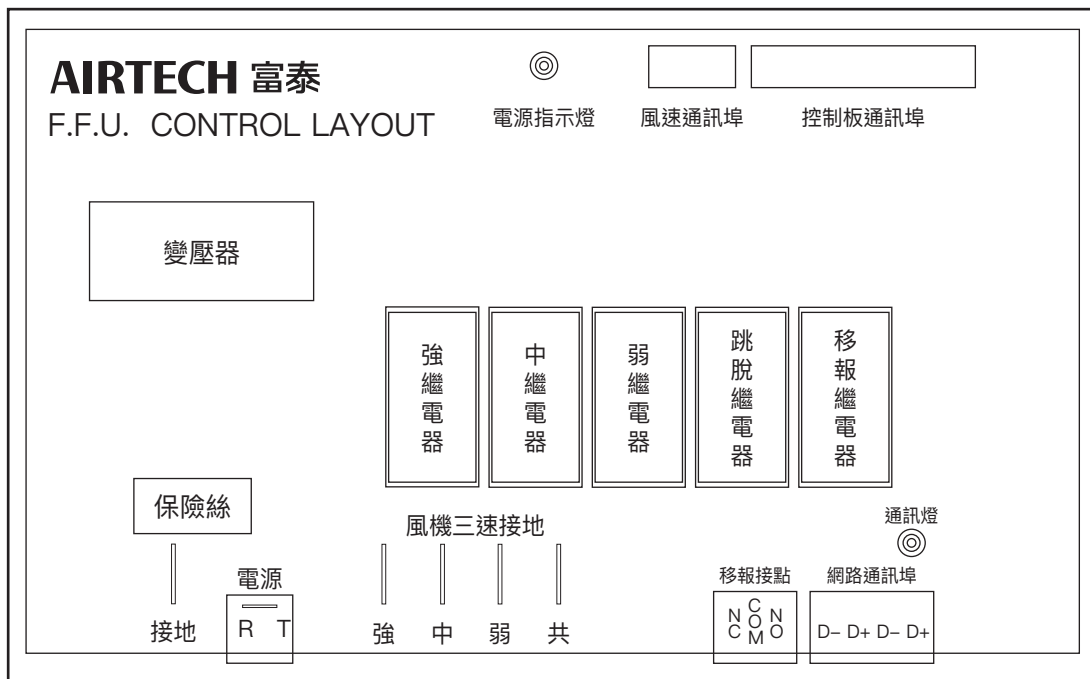 AIRTECH 富泰
F.F.U. CONTROL LAYOUT
電源指示燈
風速通訊埠
控制板通訊埠
變壓器
強繼電器
中繼電器
弱繼電器
跳脫繼電器
移報繼電器
保險絲
風機三速接地
通訊燈
電源
移報接點
網路通訊埠
接地
R T
強 中 弱 共
NC COM NO
D– D+ D– D+